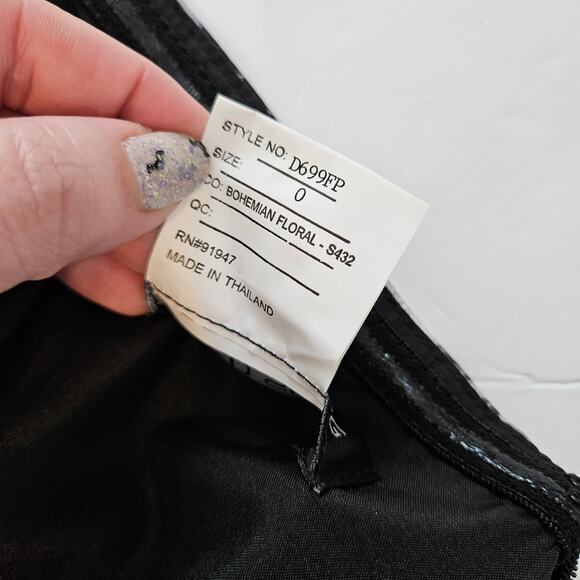 STYLE NO: D699FP
SIZE: 0
CO: BOHEMIAN FLORAL - S432
QC:
RN#91947
MADE IN THAILAND